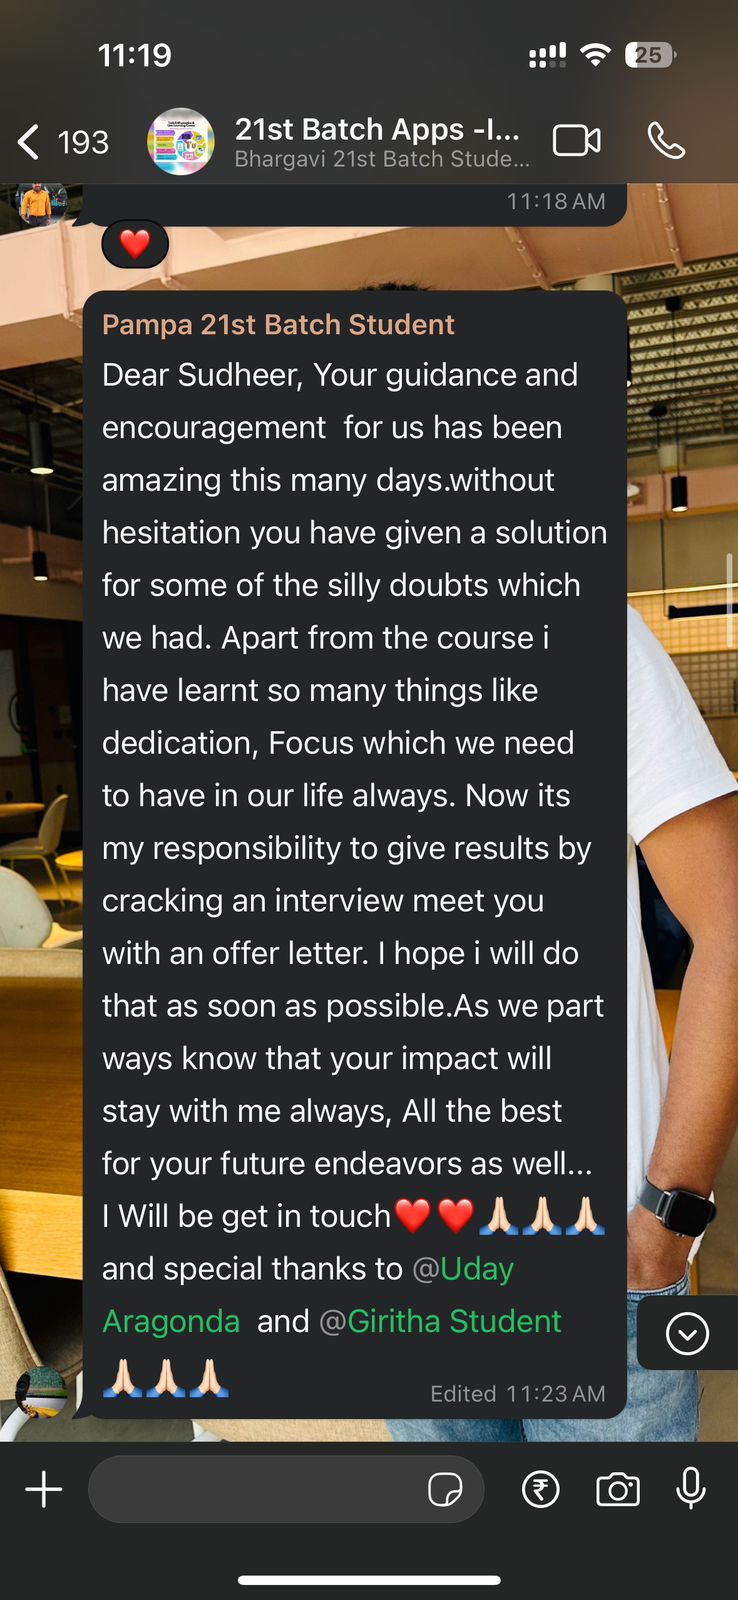 11:19
25
193
21st Batch Apps -I...
Bhargavi 21st Batch Stude...
11:18 AM
❤️
Pampa 21st Batch Student
Dear Sudheer, Your guidance and
encouragement  for us has been
amazing this many days.without
hesitation you have given a solution
for some of the silly doubts which
we had. Apart from the course i
have learnt so many things like
dedication, Focus which we need
to have in our life always. Now its
my responsibility to give results by
cracking an interview meet you
with an offer letter. I hope i will do
that as soon as possible.As we part
ways know that your impact will
stay with me always, All the best
for your future endeavors as well...
I Will be get in touch❤️❤️🙏🏻🙏🏻🙏🏻
and special thanks to @Uday
Aragonda  and @Giritha Student
🙏🏻🙏🏻🙏🏻
Edited 11:23 AM